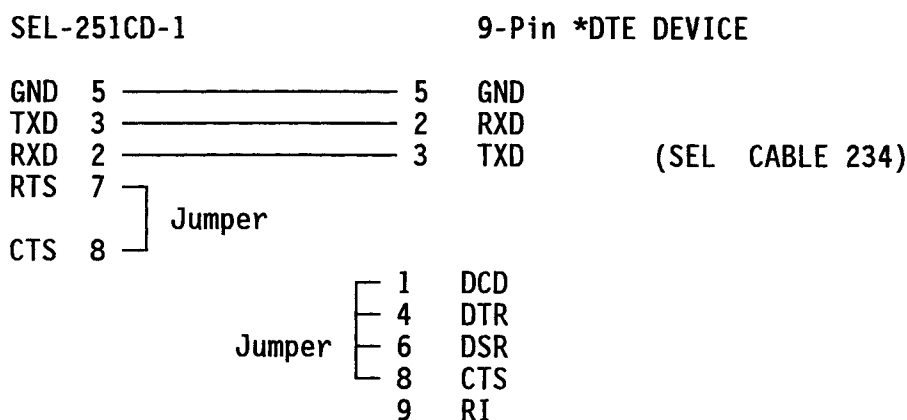 SEL-251CD-1 9-Pin *DTE DEVICE
GND 5 5 GND
TXD 3 2 RXD
RXD 2 3 TXD (SEL CABLE 234)
RTS 7
Jumper
CTS 8
1 DCD
4 DTR
Jumper 6 DSR
8 CTS
9 RI